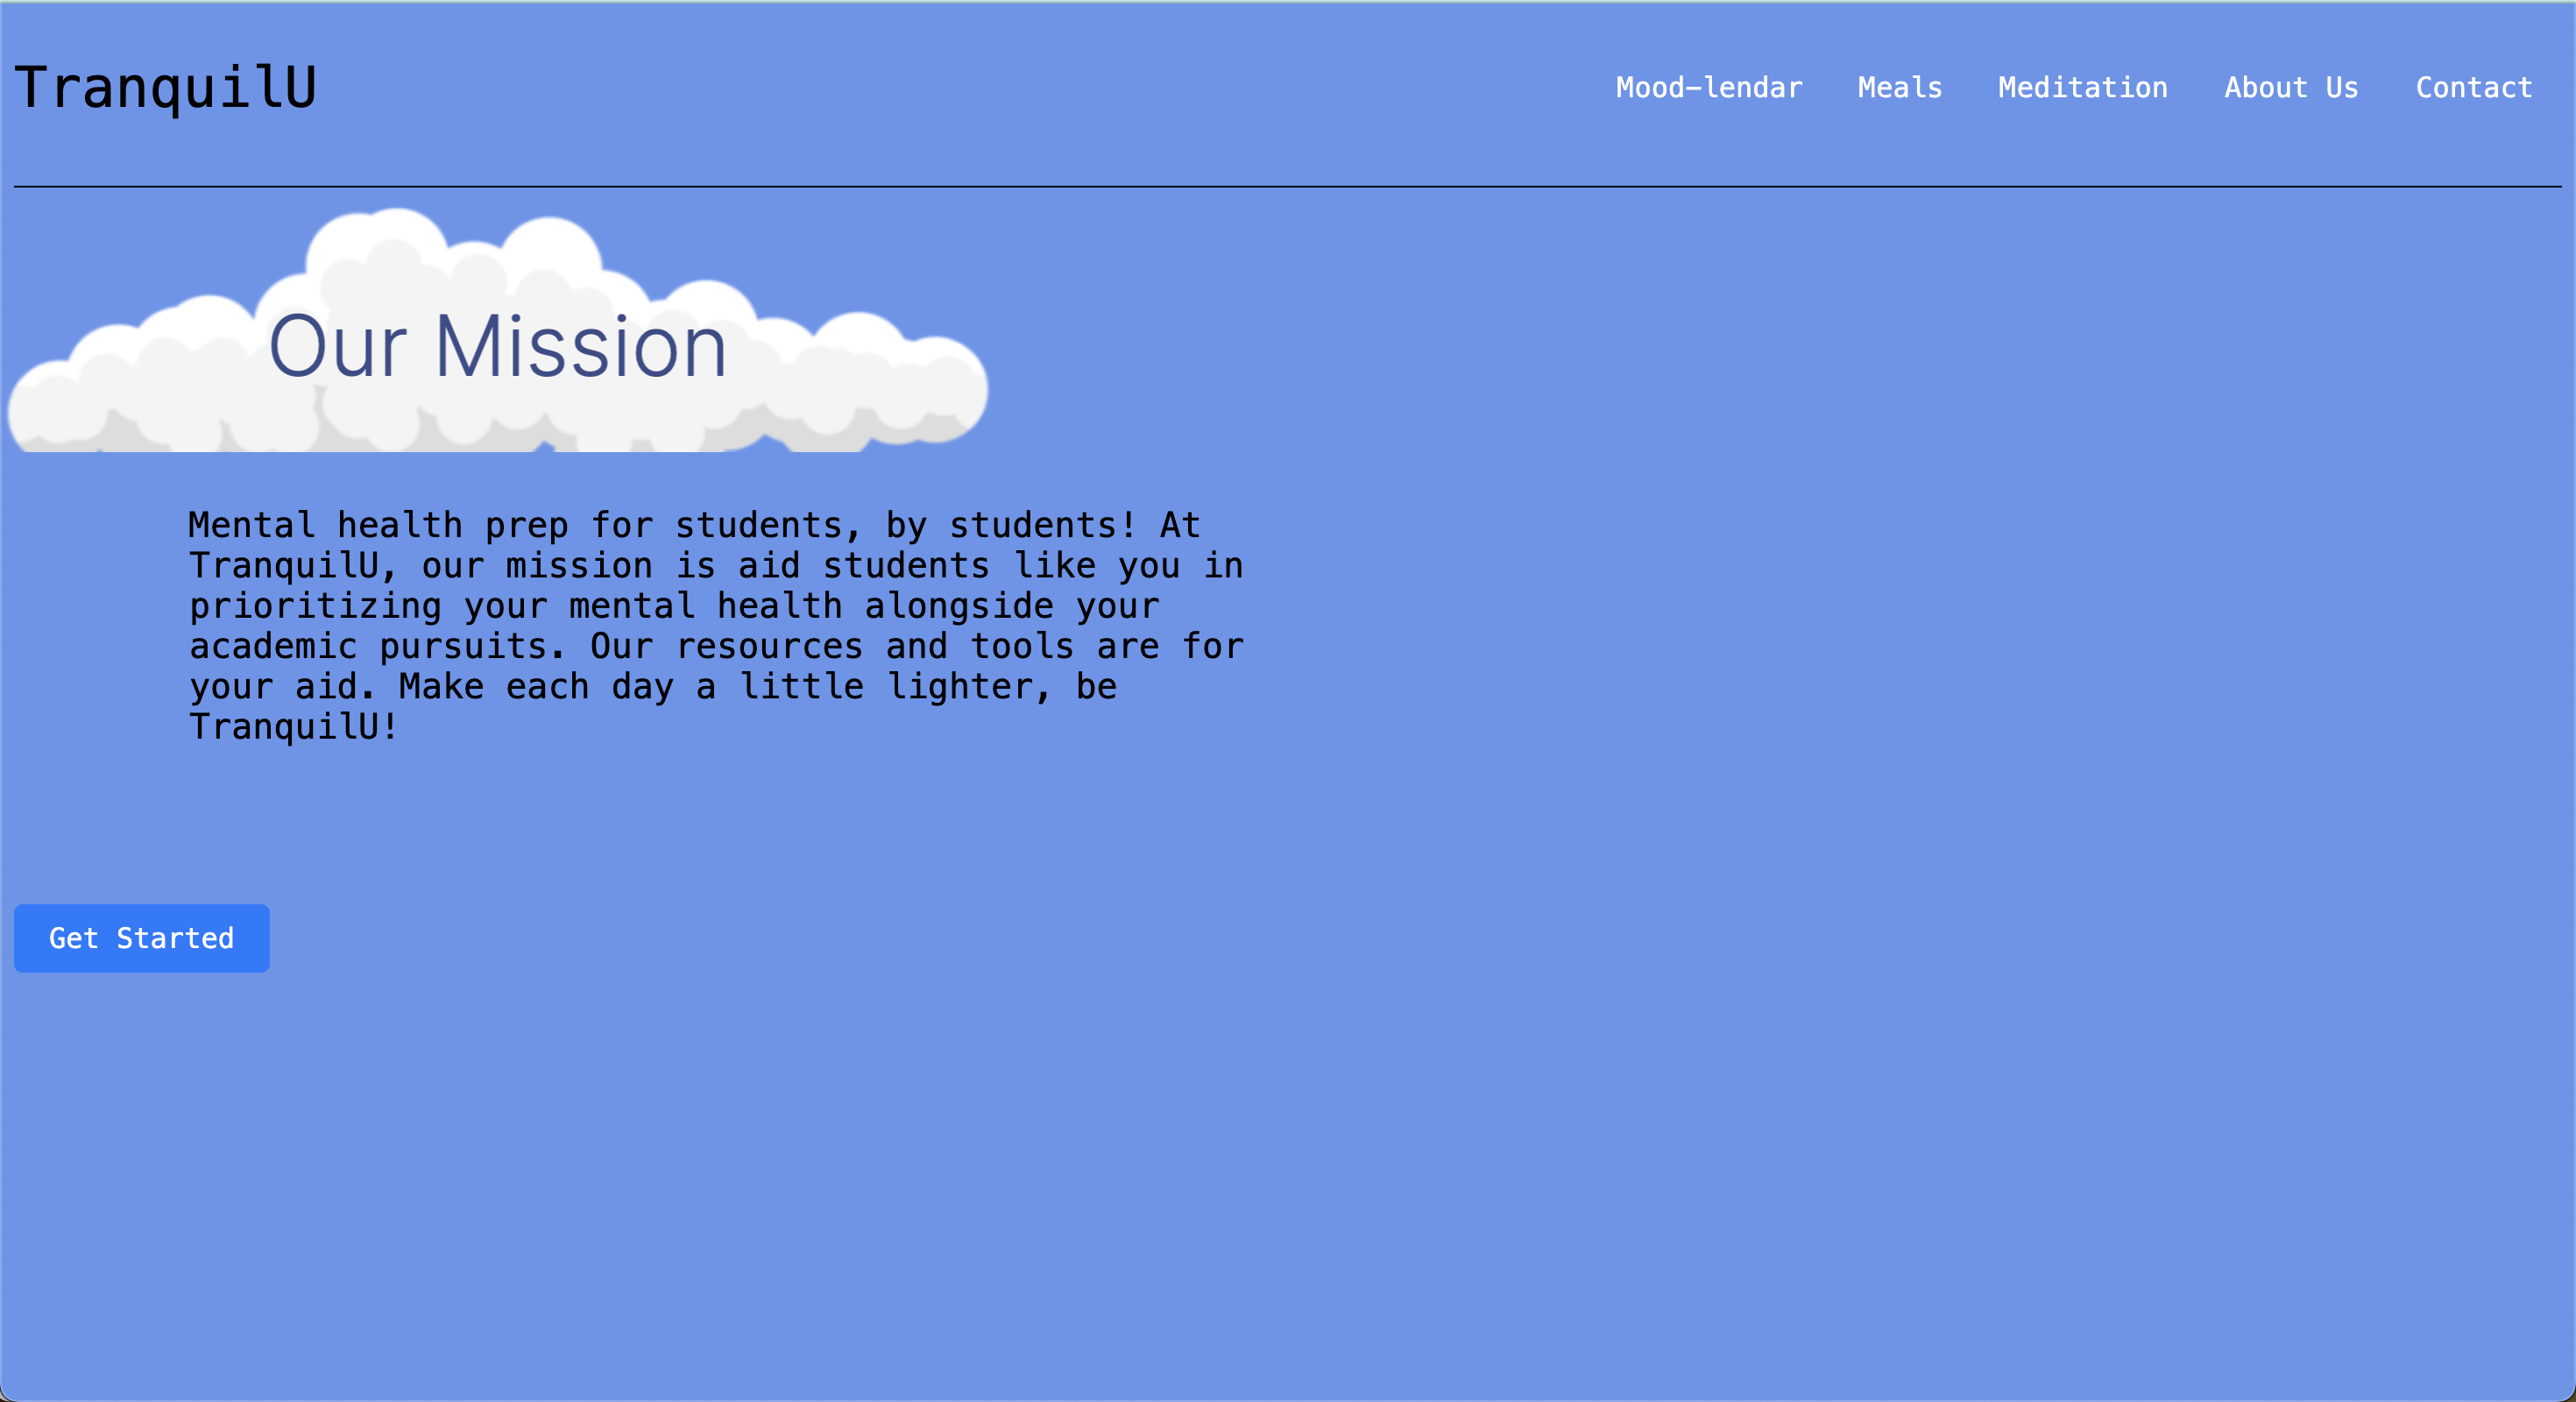 TranquilU
Mood-lendar Meals Meditation About Us Contact
Our Mission
Mental health prep for students, by students! At
TranquilU, our mission is aid students like you in
prioritizing your mental health alongside your
academic pursuits. Our resources and tools are for
your aid. Make each day a little lighter, be
TranquilU!
Get Started